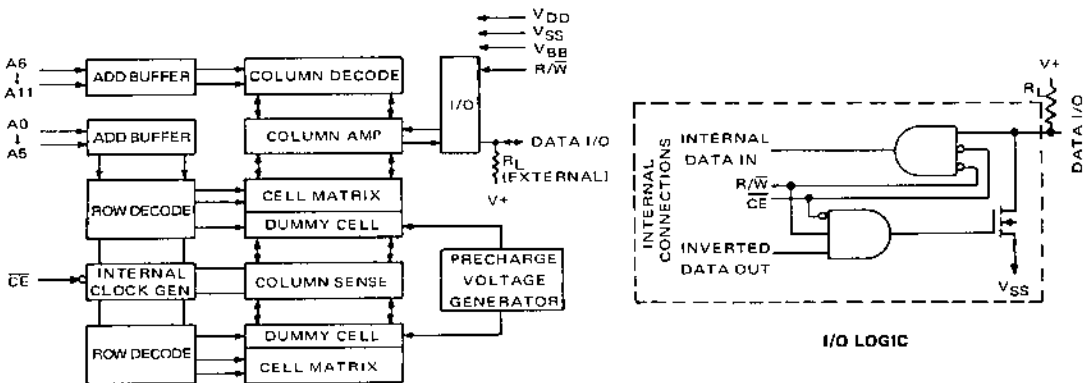 VDD
VSS
VBB
R/W̅
A6
↓
A11
ADD BUFFER
COLUMN DECODE
I/O
A0
↓
A5
ADD BUFFER
COLUMN AMP
DATA I/O
RL
(EXTERNAL)
V+
ROW DECODE
CELL MATRIX
DUMMY CELL
C̅E̅
INTERNAL
CLOCK GEN
COLUMN SENSE
PRECHARGE
VOLTAGE
GENERATOR
ROW DECODE
DUMMY CELL
CELL MATRIX
V+
RL
DATA I/O
INTERNAL
CONNECTIONS
INTERNAL
DATA IN
R/W̅
C̅E̅
INVERTED
DATA OUT
VSS
I/O LOGIC